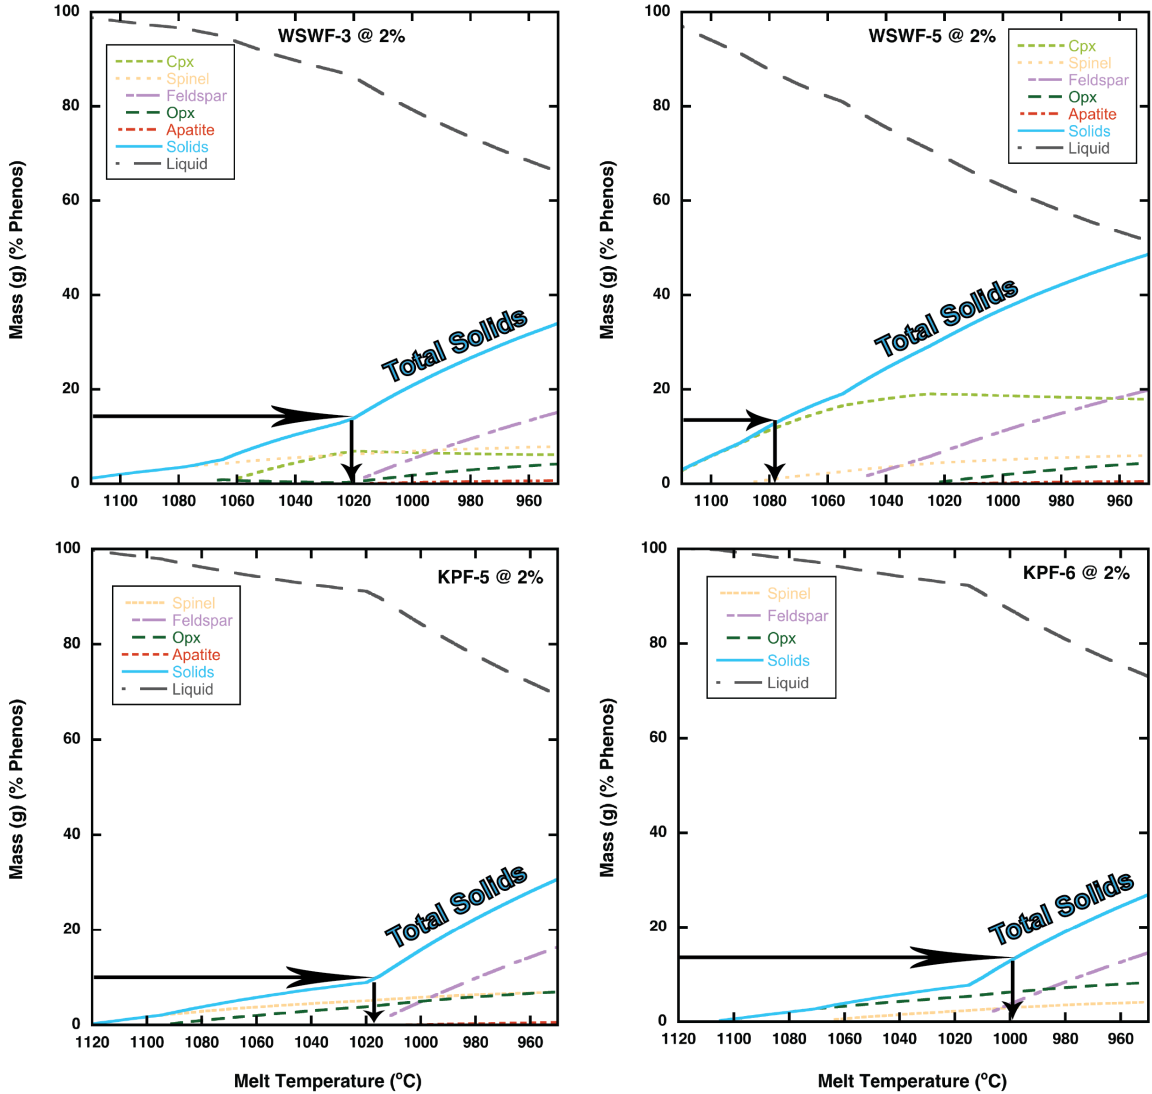 WSWF-3 @ 2%
Mass (g) (% Phenos)
100
80
60
40
20
0
Cpx
Spinel
Feldspar
Opx
Apatite
Solids
Liquid
Total Solids
1100 1080 1060 1040 1020 1000 980 960
WSWF-5 @ 2%
Mass (g) (% Phenos)
100
80
60
40
20
0
Cpx
Spinel
Feldspar
Opx
Apatite
Solids
Liquid
Total Solids
1100 1080 1060 1040 1020 1000 980 960
KPF-5 @ 2%
Mass (g) (% Phenos)
100
80
60
40
20
0
Spinel
Feldspar
Opx
Apatite
Solids
Liquid
Total Solids
1120 1100 1080 1060 1040 1020 1000 980 960
Melt Temperature (°C)
KPF-6 @ 2%
Mass (g) (% Phenos)
100
80
60
40
20
0
Spinel
Feldspar
Opx
Solids
Liquid
Total Solids
1120 1100 1080 1060 1040 1020 1000 980 960
Melt Temperature (°C)